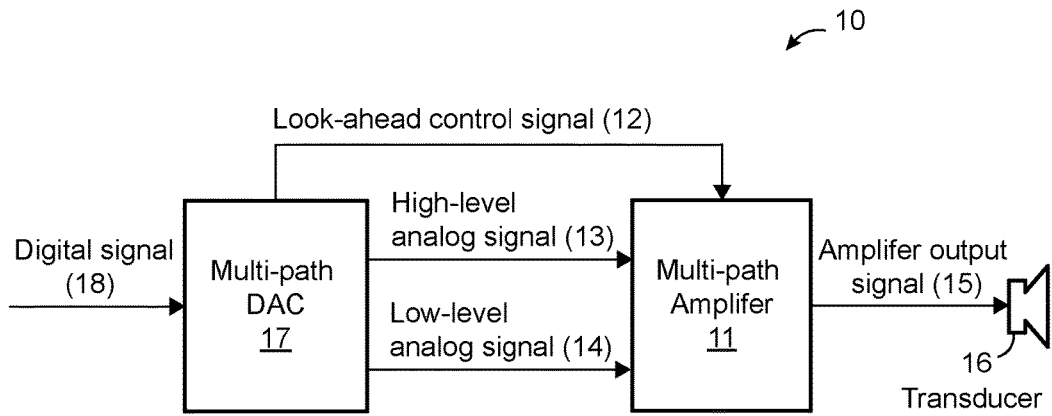 10
Look-ahead control signal (12)
High-level
analog signal (13)
Digital signal
(18)
Multi-path
DAC
17
Low-level
analog signal (14)
Multi-path
Amplifer
11
Amplifer output
signal (15)
16
Transducer